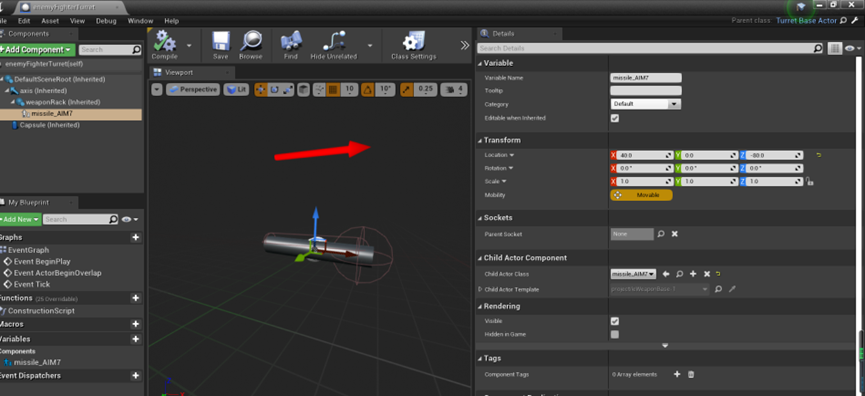 enemyFighterTurret
File Edit Asset View Debug Window Help
Parent class: Turret Base Actor
Components
Add Component Search
enemyFighterTurret(self)
DefaultSceneRoot (Inherited)
axis (Inherited)
weaponRack (Inherited)
missile_AIM7
Capsule (Inherited)
My Blueprint
Add New Search
Graphs
EventGraph
Event BeginPlay
Event ActorBeginOverlap
Event Tick
Functions (25 Overridable)
ConstructionScript
Macros
Variables
Components
missile_AIM7
Event Dispatchers
Compile Save Browse Find Hide Unrelated Class Settings
Viewport
Perspective Lit 10 10° 0.25 4
Details
Search Details
Variable
Variable Name missile_AIM7
Tooltip
Category Default
Editable when Inherited
Transform
Location X 40.0 Y 0.0 Z
Rotation X 0.0° Y 0.0° Z 0.0°
Scale X 1.0 Y 1.0 Z 1.0
Mobility Movable
Sockets
Parent Socket None
Child Actor Component
Child Actor Class missile_AIM7
Child Actor Template
Rendering
Visible
Hidden in Game
Tags
Component Tags 0 Array elements